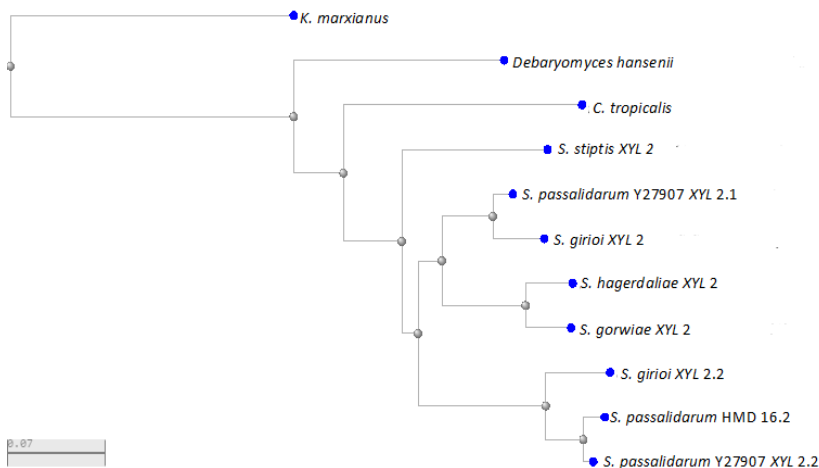 K. marxianus
Debaryomyces hansenii
C. tropicalis
S. stiptis XYL 2
S. passalidarum Y27907 XYL 2.1
S. girioi XYL 2
S. hagerdaliae XYL 2
S. gorwiae XYL 2
S. girioi XYL 2.2
S. passalidarum HMD 16.2
0.07
S. passalidarum Y27907 XYL 2.2